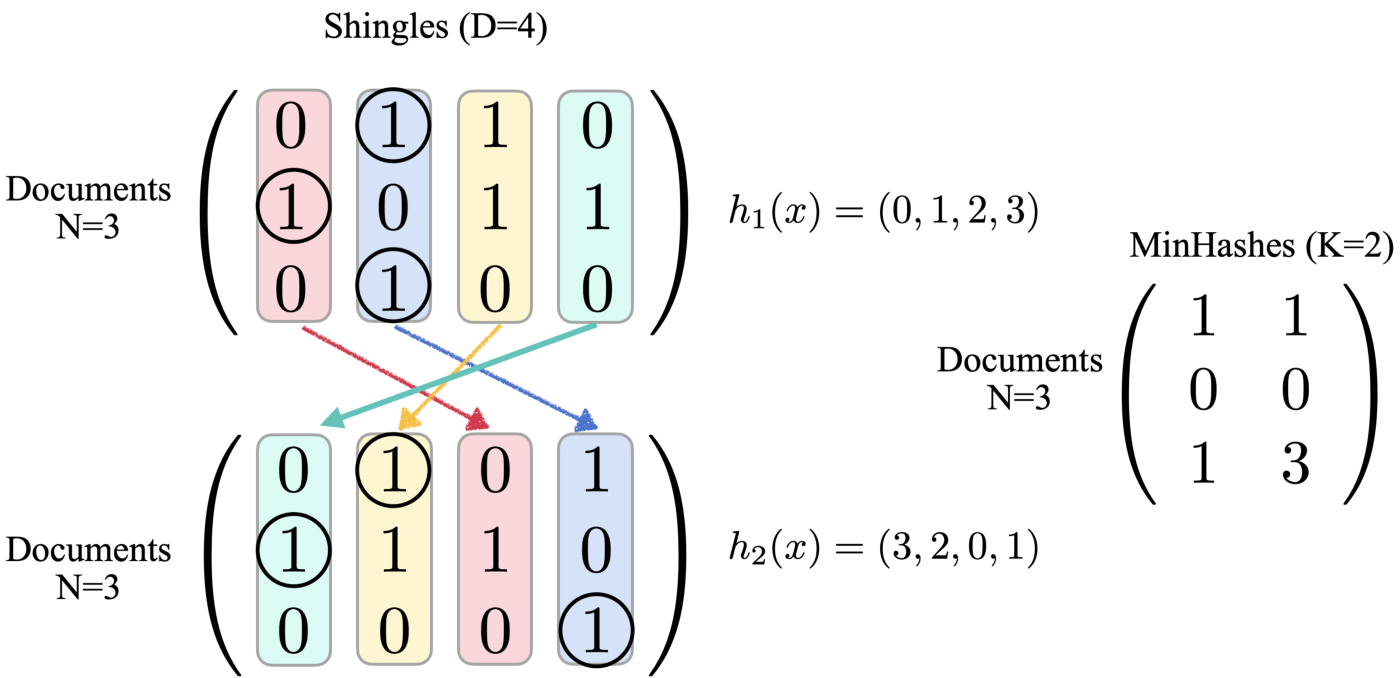 Shingles (D=4)
Documents
N=3
0 1 1 0
1 0 1 1
0 1 0 0
h₁(x) = (0, 1, 2, 3)
MinHashes (K=2)
Documents
N=3
1 1
0 0
1 3
Documents
N=3
0 1 0 1
1 1 1 0
0 0 0 1
h₂(x) = (3, 2, 0, 1)